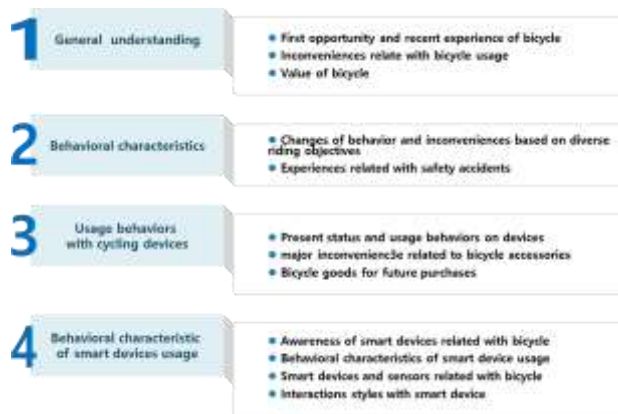 1
General understanding
● First opportunity and recent experience of bicycle
● Inconveniences relate with bicycle usage
● Value of bicycle
2
Behavioral characteristics
● Changes of behavior and inconveniences based on diverse
riding objectives
● Experiences related with safety accidents
3
Usage behaviors
with cycling devices
● Present status and usage behaviors on devices
● major inconvenienc3e related to bicycle accessories
● Bicycle goods for future purchases
4
Behavioral characteristic
of smart devices usage
● Awareness of smart devices related with bicycle
● Behavioral characteristics of smart device usage
● Smart devices and sensors related with bicycle
● Interactions styles with smart device